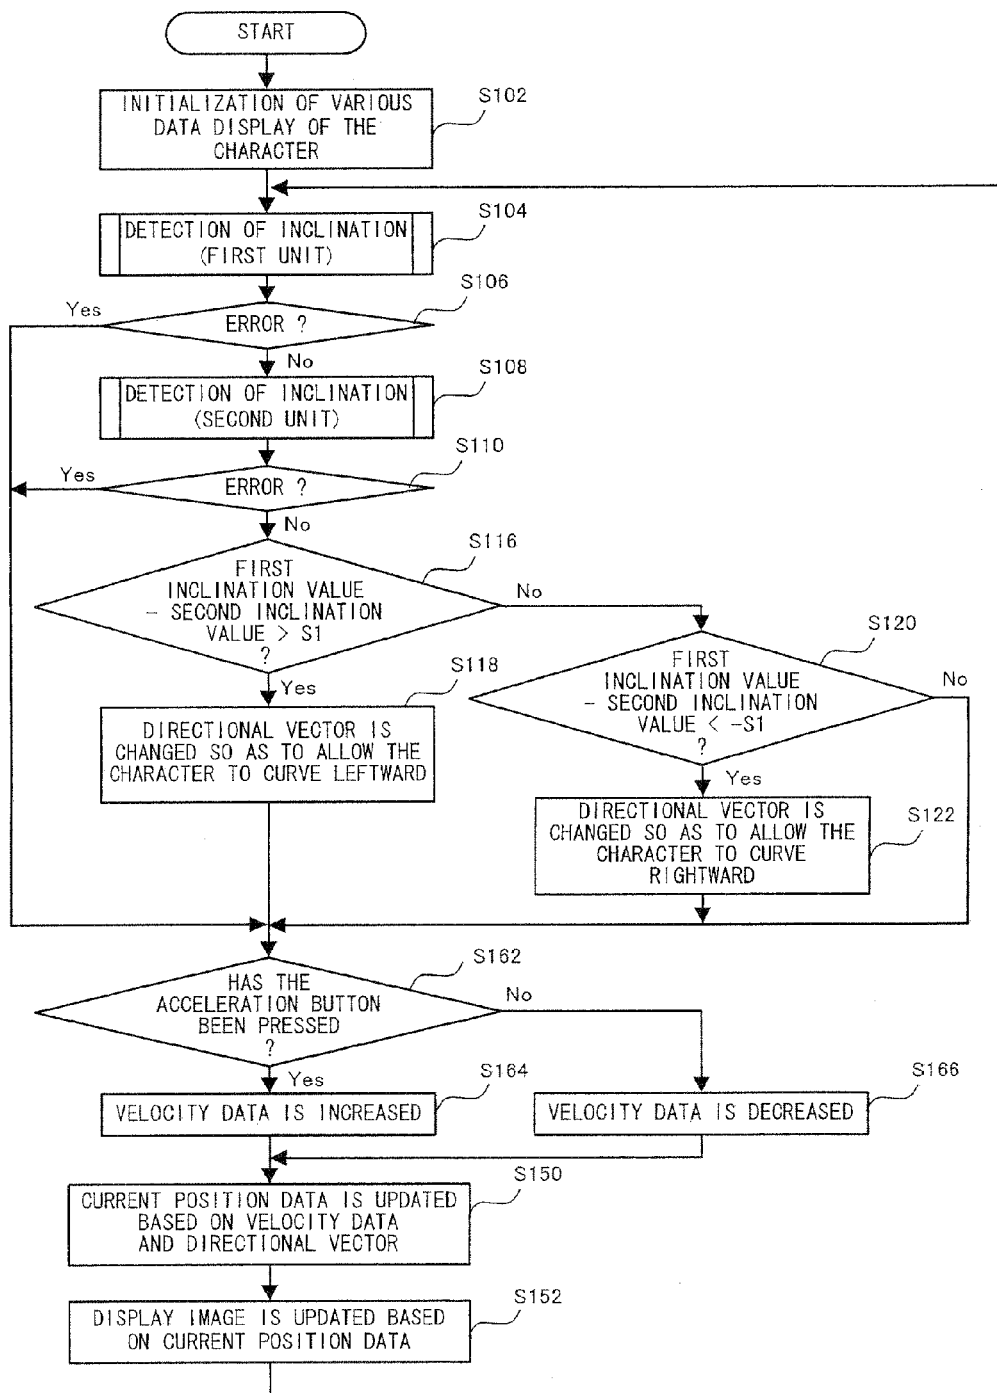 START
INITIALIZATION OF VARIOUS
DATA DISPLAY OF THE
CHARACTER
S102
DETECTION OF INCLINATION
(FIRST UNIT)
S104
ERROR ?
S106
Yes
No
DETECTION OF INCLINATION
(SECOND UNIT)
S108
ERROR ?
S110
Yes
No
FIRST
INCLINATION VALUE
- SECOND INCLINATION
VALUE > S1
?
S116
No
Yes
S118
DIRECTIONAL VECTOR IS
CHANGED SO AS TO ALLOW THE
CHARACTER TO CURVE LEFTWARD
FIRST
INCLINATION VALUE
- SECOND INCLINATION
VALUE < -S1
?
S120
No
Yes
DIRECTIONAL VECTOR IS
CHANGED SO AS TO ALLOW THE
CHARACTER TO CURVE
RIGHTWARD
S122
HAS THE
ACCELERATION BUTTON
BEEN PRESSED
?
S162
No
Yes
S164
VELOCITY DATA IS INCREASED
S166
VELOCITY DATA IS DECREASED
S150
CURRENT POSITION DATA IS UPDATED
BASED ON VELOCITY DATA
AND DIRECTIONAL VECTOR
S152
DISPLAY IMAGE IS UPDATED BASED
ON CURRENT POSITION DATA